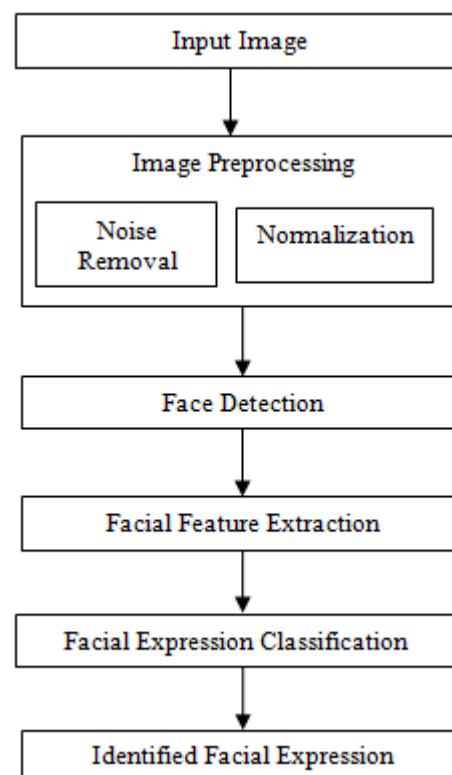 Input Image
Image Preprocessing
Noise
Removal
Normalization
Face Detection
Facial Feature Extraction
Facial Expression Classification
Identified Facial Expression